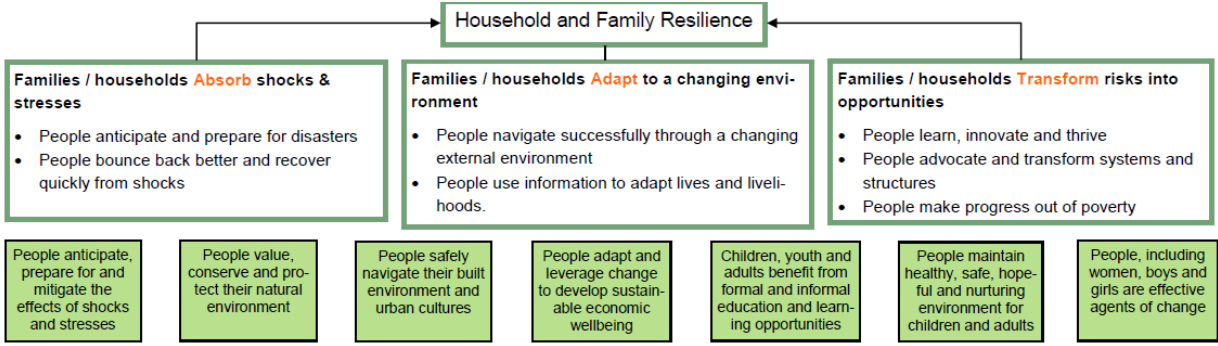 Household and Family Resilience
Families / households Absorb shocks &
stresses
• People anticipate and prepare for disasters
• People bounce back better and recover
quickly from shocks
Families / households Adapt to a changing envi-
ronment
• People navigate successfully through a changing
external environment
• People use information to adapt lives and liveli-
hoods.
Families / households Transform risks into
opportunities
• People learn, innovate and thrive
• People advocate and transform systems and
structures
• People make progress out of poverty
People anticipate,
prepare for and
mitigate the
effects of shocks
and stresses
People value,
conserve and pro-
tect their natural
environment
People safely
navigate their built
environment and
urban cultures
People adapt and
leverage change
to develop sustain-
able economic
wellbeing
Children, youth and
adults benefit from
formal and informal
education and learn-
ing opportunities
People maintain
healthy, safe, hope-
ful and nurturing
environment for
children and adults
People, including
women, boys and
girls are effective
agents of change